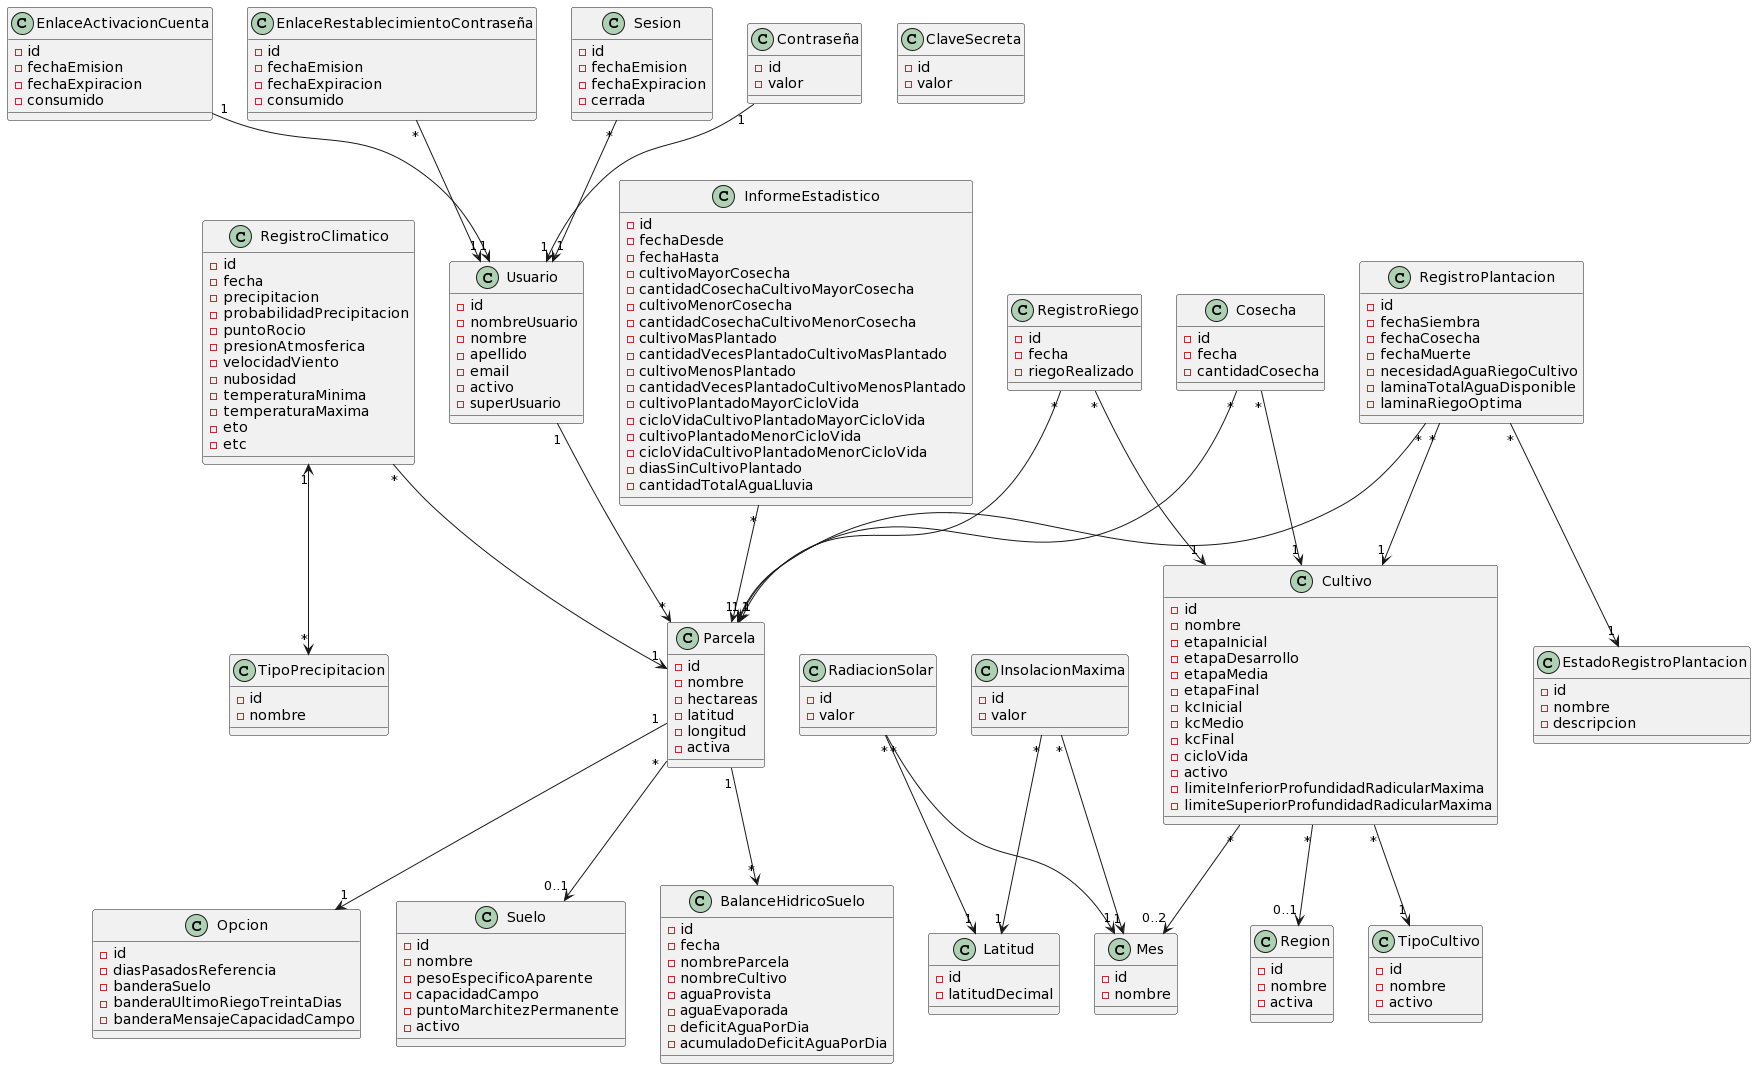 C EnlaceActivacionCuenta
id
fechaEmision
fechaExpiracion
consumido
C EnlaceRestablecimientoContraseña
id
fechaEmision
fechaExpiracion
consumido
C Sesion
id
fechaEmision
fechaExpiracion
cerrada
C Contraseña
id
valor
C ClaveSecreta
id
valor
1
*
*
1
C RegistroClimatico
id
fecha
precipitacion
probabilidadPrecipitacion
puntoRocio
presionAtmosferica
velocidadViento
nubosidad
temperaturaMinima
temperaturaMaxima
eto
etc
1
1
1
1
C Usuario
id
nombreUsuario
nombre
apellido
email
activo
superUsuario
C InformeEstadistico
id
fechaDesde
fechaHasta
cultivoMayorCosecha
cantidadCosechaCultivoMayorCosecha
cultivoMenorCosecha
cantidadCosechaCultivoMenorCosecha
cultivoMasPlantado
cantidadVecesPlantadoCultivoMasPlantado
cultivoMenosPlantado
cantidadVecesPlantadoCultivoMenosPlantado
cultivoPlantadoMayorCicloVida
cicloVidaCultivoPlantadoMayorCicloVida
cultivoPlantadoMenorCicloVida
cicloVidaCultivoPlantadoMenorCicloVida
diasSinCultivoPlantado
cantidadTotalAguaLluvia
C RegistroRiego
id
fecha
riegoRealizado
C Cosecha
id
fecha
cantidadCosecha
C RegistroPlantacion
id
fechaSiembra
fechaCosecha
fechaMuerte
necesidadAguaRiegoCultivo
laminaTotalAguaDisponible
laminaRiegoOptima
*
*
*
*
1
*
*
*
1
*
*
1
1
1
*
1
*
1
1
1
1
1
C TipoPrecipitacion
id
nombre
C Parcela
id
nombre
hectareas
latitud
longitud
activa
C RadiacionSolar
id
valor
C InsolacionMaxima
id
valor
C Cultivo
id
nombre
etapaInicial
etapaDesarrollo
etapaMedia
etapaFinal
kcInicial
kcMedio
kcFinal
cicloVida
activo
limiteInferiorProfundidadRadicularMaxima
limiteSuperiorProfundidadRadicularMaxima
C EstadoRegistroPlantacion
id
nombre
descripcion
1
*
1
*
*
*
*
*
*
*
1
0..1
*
1
1
1
1
0..2
0..1
1
C Opcion
id
diasPasadosReferencia
banderaSuelo
banderaUltimoRiegoTreintaDias
banderaMensajeCapacidadCampo
C Suelo
id
nombre
pesoEspecificoAparente
capacidadCampo
puntoMarchitezPermanente
activo
C BalanceHidricoSuelo
id
fecha
nombreParcela
nombreCultivo
aguaProvista
aguaEvaporada
deficitAguaPorDia
acumuladoDeficitAguaPorDia
C Latitud
id
latitudDecimal
C Mes
id
nombre
C Region
id
nombre
activa
C TipoCultivo
id
nombre
activo